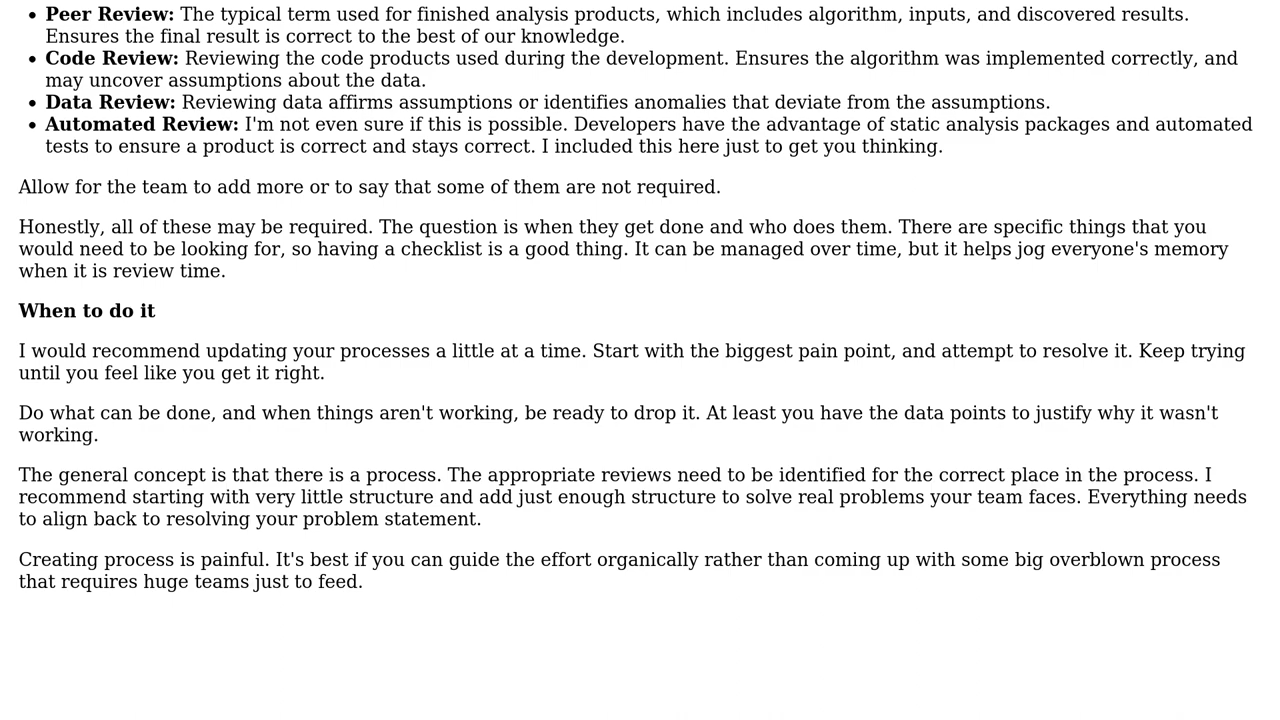 • Peer Review: The typical term used for finished analysis products, which includes algorithm, inputs, and discovered results.
Ensures the final result is correct to the best of our knowledge.
• Code Review: Reviewing the code products used during the development. Ensures the algorithm was implemented correctly, and
may uncover assumptions about the data.
• Data Review: Reviewing data affirms assumptions or identifies anomalies that deviate from the assumptions.
• Automated Review: I'm not even sure if this is possible. Developers have the advantage of static analysis packages and automated
tests to ensure a product is correct and stays correct. I included this here just to get you thinking.
Allow for the team to add more or to say that some of them are not required.
Honestly, all of these may be required. The question is when they get done and who does them. There are specific things that you
would need to be looking for, so having a checklist is a good thing. It can be managed over time, but it helps jog everyone's memory
when it is review time.
When to do it
I would recommend updating your processes a little at a time. Start with the biggest pain point, and attempt to resolve it. Keep trying
until you feel like you get it right.
Do what can be done, and when things aren't working, be ready to drop it. At least you have the data points to justify why it wasn't
working.
The general concept is that there is a process. The appropriate reviews need to be identified for the correct place in the process. I
recommend starting with very little structure and add just enough structure to solve real problems your team faces. Everything needs
to align back to resolving your problem statement.
Creating process is painful. It's best if you can guide the effort organically rather than coming up with some big overblown process
that requires huge teams just to feed.